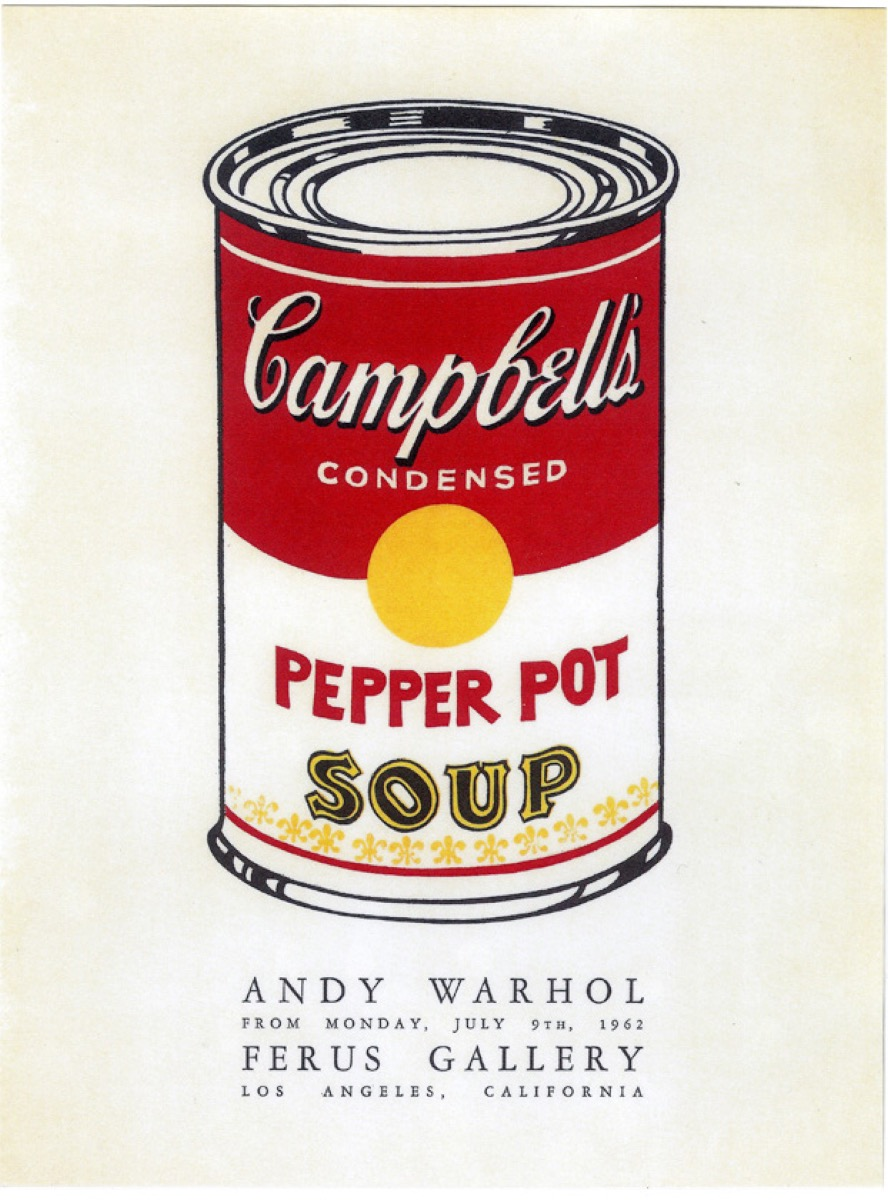 Campbell's
CONDENSED
PEPPER POT
SOUP
ANDY WARHOL
FROM MONDAY, JULY 9TH, 1962
FERUS GALLERY
LOS ANGELES, CALIFORNIA